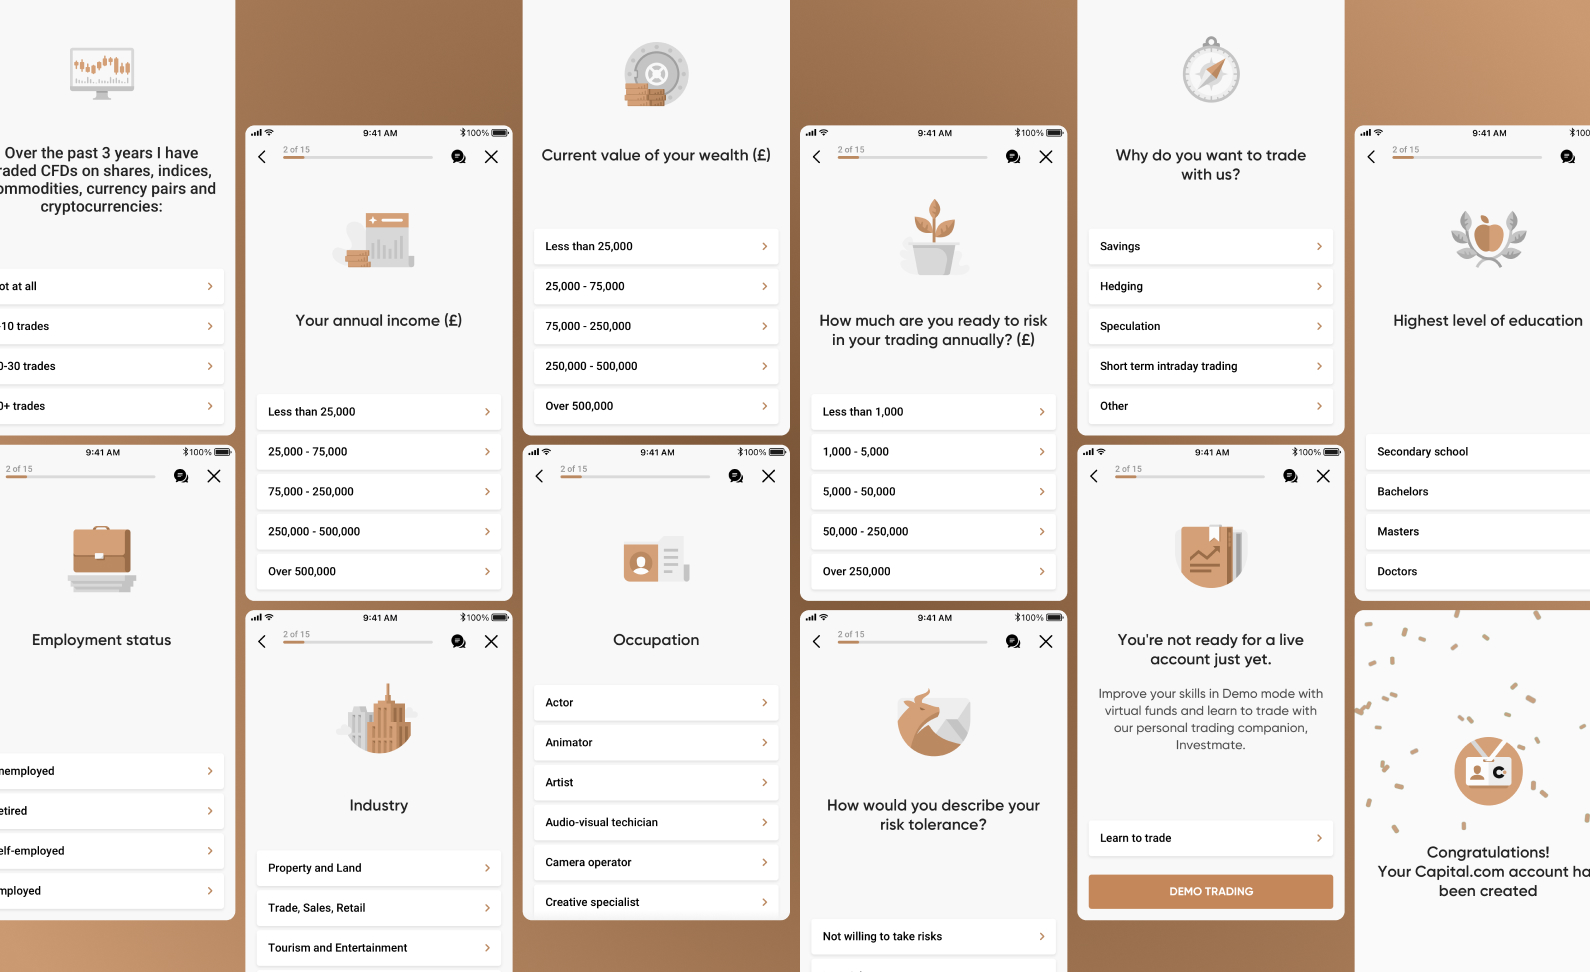 Over the past 3 years I have
raded CFDs on shares, indices,
ommodities, currency pairs and
cryptocurrencies:
ot at all
-10 trades
0-30 trades
0+ trades
9:41 AM
100%
2 of 15
Employment status
nemployed
etired
elf-employed
mployed
9:41 AM
100%
2 of 15
Your annual income (£)
Less than 25,000
25,000 - 75,000
75,000 - 250,000
250,000 - 500,000
Over 500,000
9:41 AM
100%
2 of 15
Industry
Property and Land
Trade, Sales, Retail
Tourism and Entertainment
Current value of your wealth (£)
Less than 25,000
25,000 - 75,000
75,000 - 250,000
250,000 - 500,000
Over 500,000
9:41 AM
100%
2 of 15
Occupation
Actor
Animator
Artist
Audio-visual techician
Camera operator
Creative specialist
9:41 AM
100%
2 of 15
How much are you ready to risk
in your trading annually? (£)
Less than 1,000
1,000 - 5,000
5,000 - 50,000
50,000 - 250,000
Over 250,000
9:41 AM
100%
2 of 15
How would you describe your
risk tolerance?
Not willing to take risks
Why do you want to trade
with us?
Savings
Hedging
Speculation
Short term intraday trading
Other
9:41 AM
100%
2 of 15
You're not ready for a live
account just yet.
Improve your skills in Demo mode with
virtual funds and learn to trade with
our personal trading companion,
Investmate.
Learn to trade
DEMO TRADING
9:41 AM
100
2 of 15
Highest level of education
Secondary school
Bachelors
Masters
Doctors
Congratulations!
Your Capital.com account ha
been created